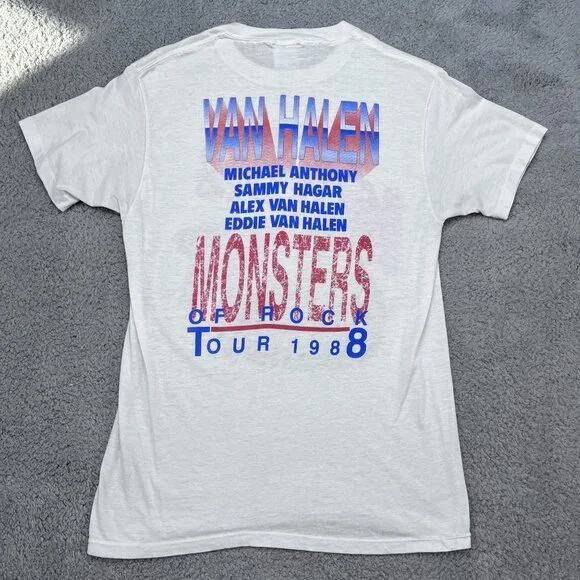 VAN HALEN
MICHAEL ANTHONY
SAMMY HAGAR
ALEX VAN HALEN
EDDIE VAN HALEN
MONSTERS
OF ROCK
TOUR 1988